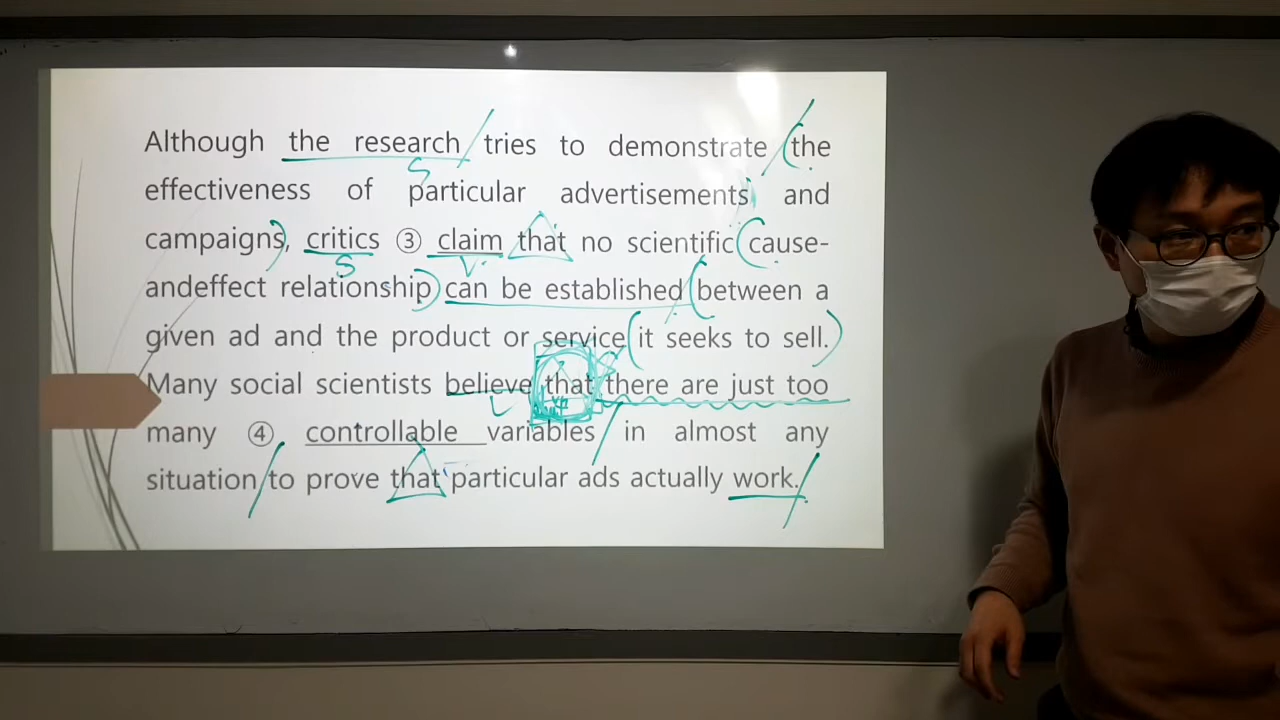 Although the research tries to demonstrate the
effectiveness of particular advertisements and
campaigns, critics ③ claim that no scientific cause-
andeffect relationship can be established between a
given ad and the product or service it seeks to sell.
Many social scientists believe that there are just too
many ④ controllable variables in almost any
situation to prove that particular ads actually work.
S
S
V
V